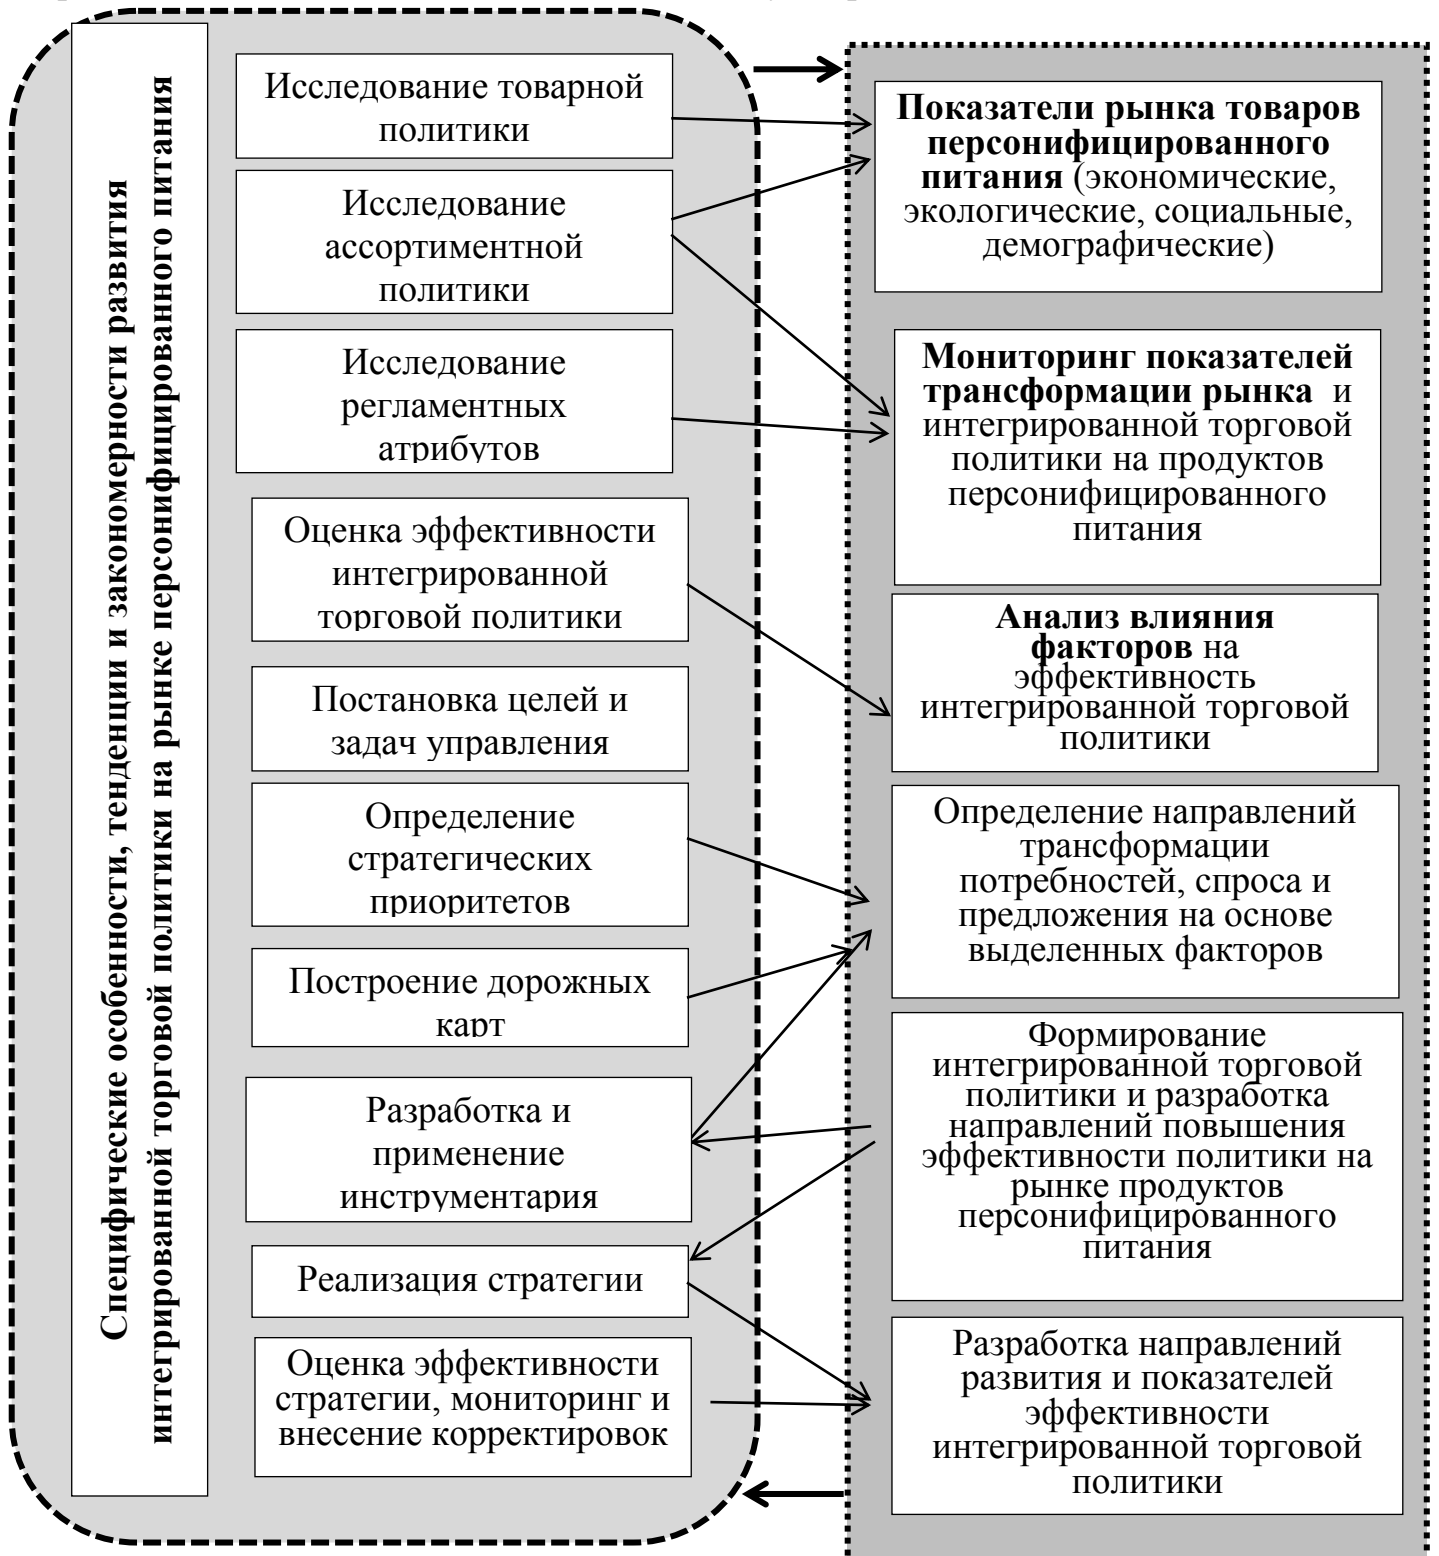 Специфические особенности, тенденции и закономерности развития
интегрированной торговой политики на рынке персонифицированного питания
Исследование товарной
политики
Исследование
ассортиментной
политики
Исследование
регламентных
атрибутов
Оценка эффективности
интегрированной
торговой политики
Постановка целей и
задач управления
Определение
стратегических
приоритетов
Построение дорожных
карт
Разработка и
применение
инструментария
Реализация стратегии
Оценка эффективности
стратегии, мониторинг и
внесение корректировок
Показатели рынка товаров
персонифицированного
питания (экономические,
экологические, социальные,
демографические)
Мониторинг показателей
трансформации рынка и
интегрированной торговой
политики на продуктов
персонифицированного
питания
Анализ влияния
факторов на
эффективность
интегрированной торговой
политики
Определение направлений
трансформации
потребностей, спроса и
предложения на основе
выделенных факторов
Формирование
интегрированной торговой
политики и разработка
направлений повышения
эффективности политики на
рынке продуктов
персонифицированного
питания
Разработка направлений
развития и показателей
эффективности
интегрированной торговой
политики